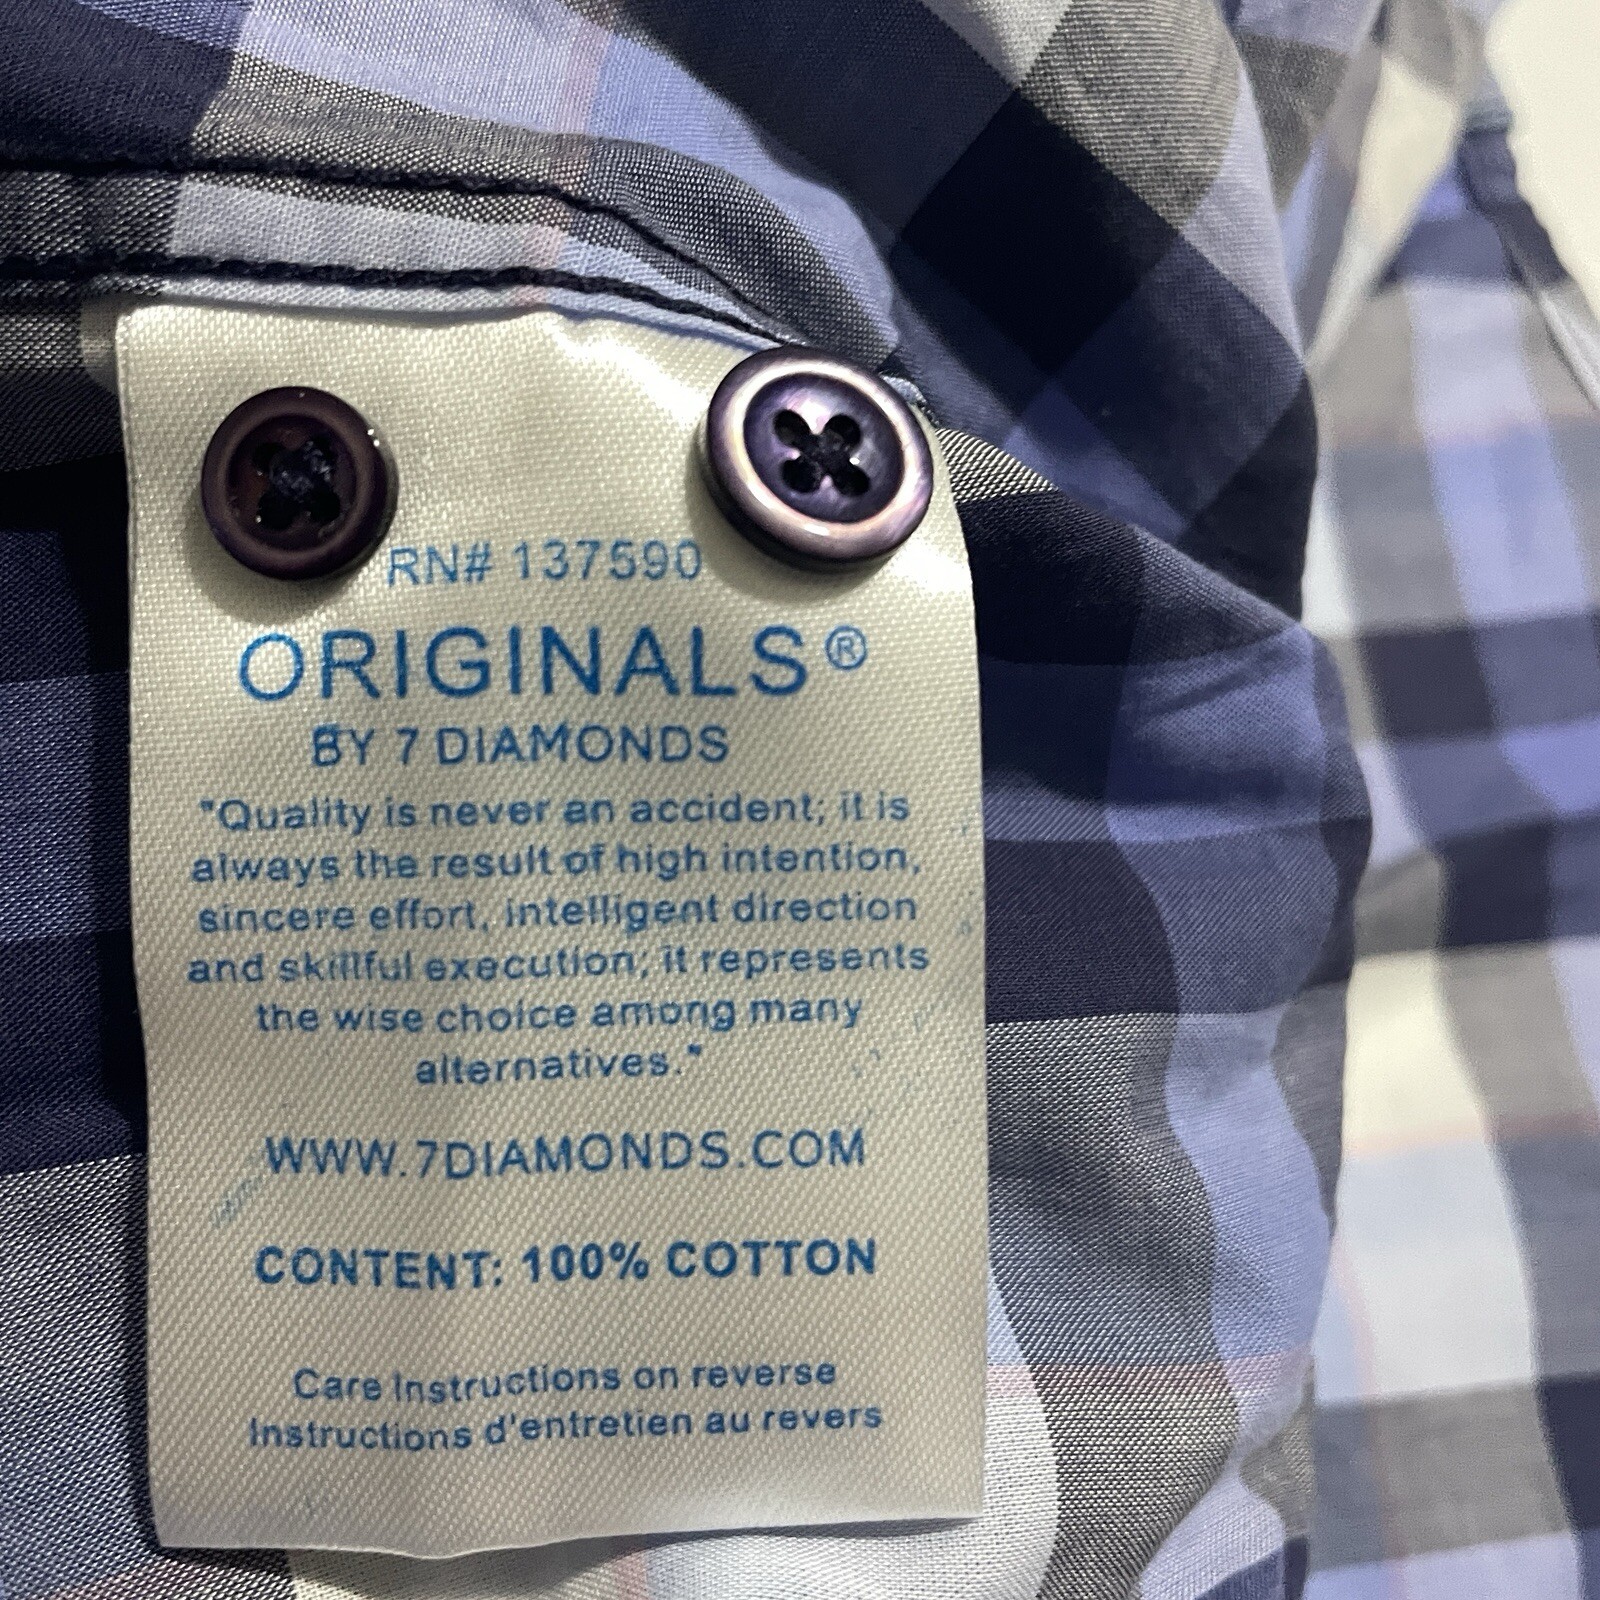 RN# 137590
ORIGINALS®
BY 7 DIAMONDS
"Quality is never an accident; it is
always the result of high intention,
sincere effort, intelligent direction
and skillful execution; it represents
the wise choice among many
alternatives."
WWW.7DIAMONDS.COM
CONTENT: 100% COTTON
Care Instructions on reverse
Instructions d'entretien au revers